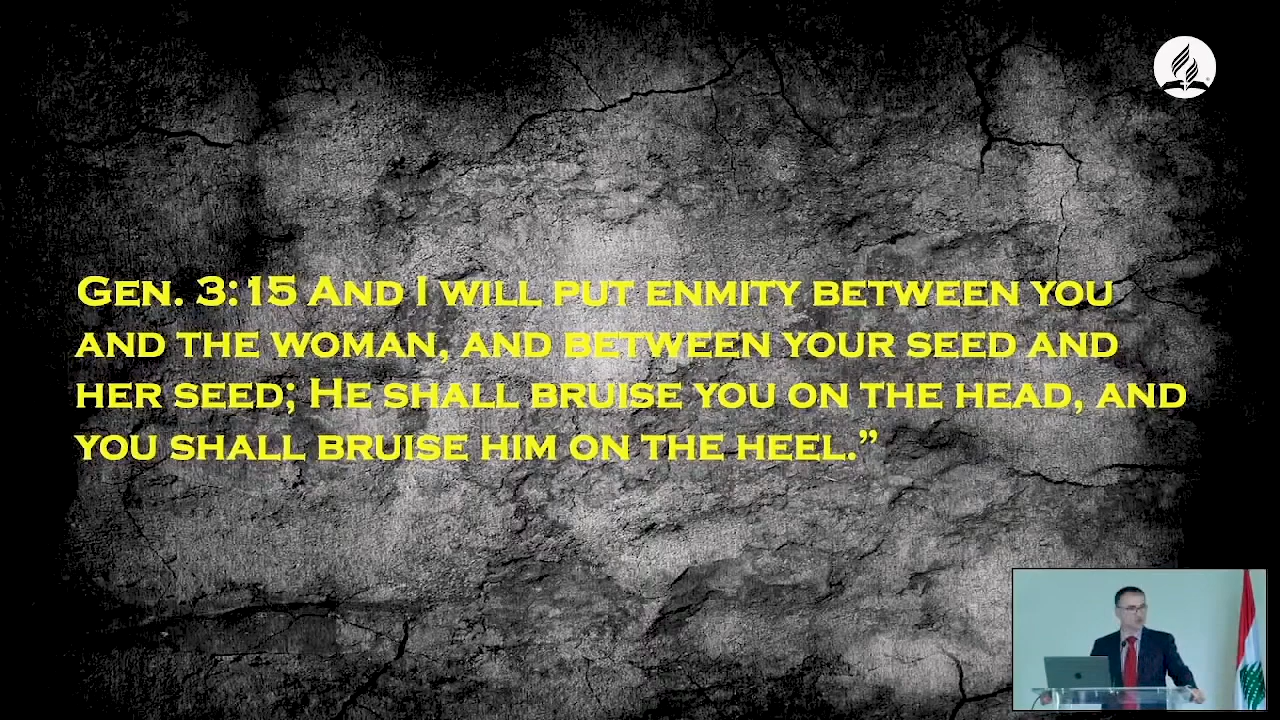 Gen. 3:15 And I will put enmity between you
and the woman, and between your seed and
her seed; He shall bruise you on the head, and
you shall bruise him on the heel.”